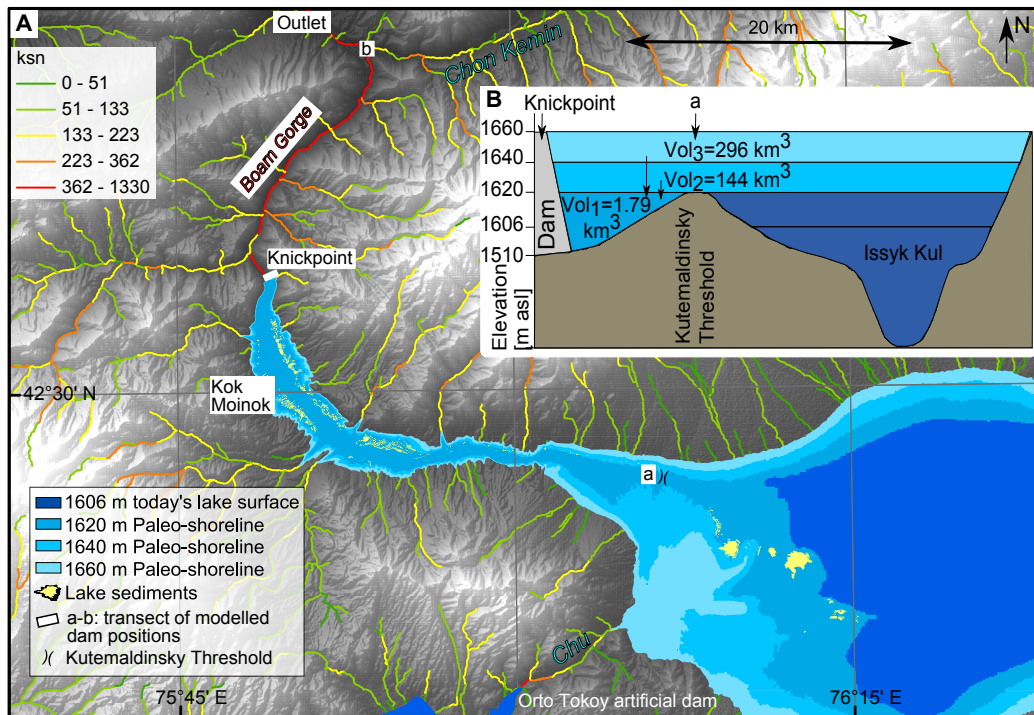 A
Outlet
b
Chon Kemin
20 km
N
ksn
0 - 51
51 - 133
133 - 223
223 - 362
362 - 1330
Boam Gorge
Knickpoint
Kok
Moinok
42°30' N
B
Knickpoint
a
1660
1640
1620
1606
1510
Elevation
[m asl]
Vol3=296 km³
Vol2=144 km³
Vol1=1.79
km³
Dam
Kutemaldinsky
Threshold
Issyk Kul
a )(
1606 m today's lake surface
1620 m Paleo-shoreline
1640 m Paleo-shoreline
1660 m Paleo-shoreline
Lake sediments
a-b: transect of modelled
dam positions
)( Kutemaldinsky Threshold
Chu
Orto Tokoy artificial dam
75°45' E
76°15' E